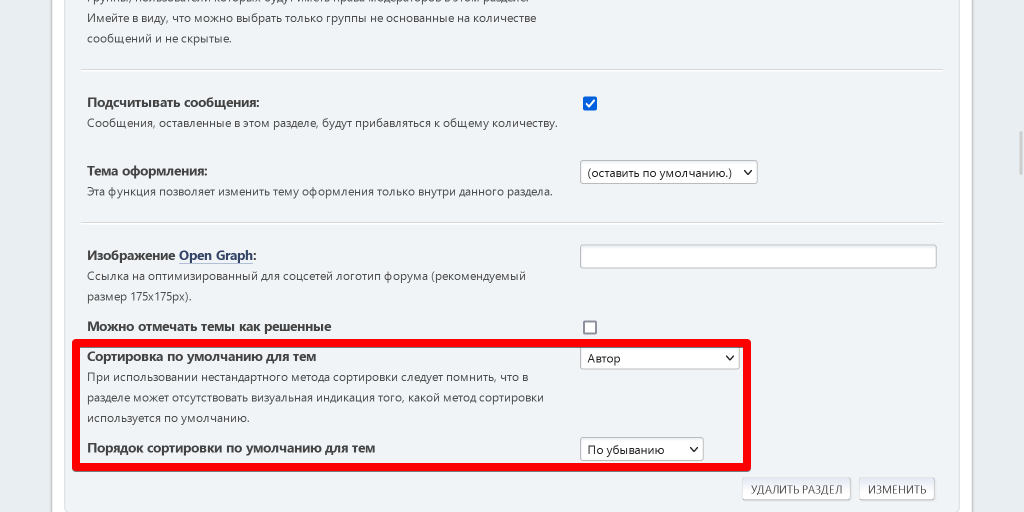 Имейте в виду, что можно выбрать только группы не основанные на количестве
сообщений и не скрытые.
Подсчитывать сообщения:
Сообщения, оставленные в этом разделе, будут прибавляться к общему количеству.
Тема оформления:
(оставить по умолчанию.)
Эта функция позволяет изменить тему оформления только внутри данного раздела.
Изображение Open Graph:
Ссылка на оптимизированный для соцсетей логотип форума (рекомендуемый
размер 175x175px).
Можно отмечать темы как решенные
Сортировка по умолчанию для тем
Автор
При использовании нестандартного метода сортировки следует помнить, что в
разделе может отсутствовать визуальная индикация того, какой метод сортировки
используется по умолчанию.
Порядок сортировки по умолчанию для тем
По убыванию
УДАЛИТЬ РАЗДЕЛ
ИЗМЕНИТЬ